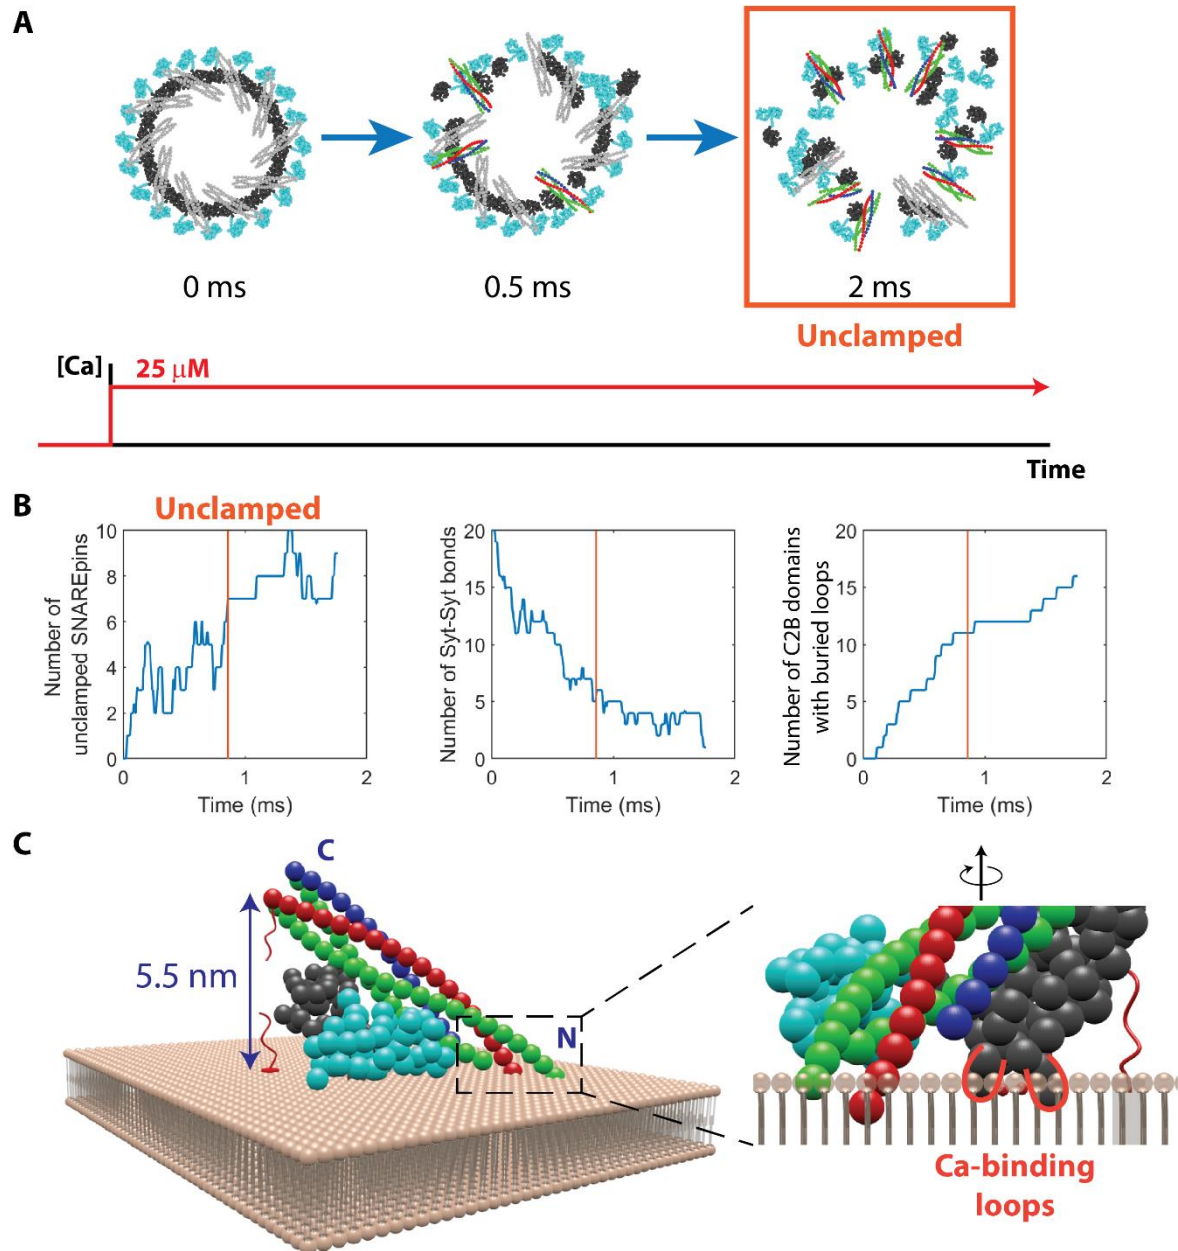 A
0 ms
0.5 ms
2 ms
Unclamped
[Ca]
25 μM
Time
B
Unclamped
Number of
unclamped SNAREpins
10
8
6
4
2
0
0
1
2
Time (ms)
Number of Syt-Syt bonds
20
15
10
5
0
0
1
2
Time (ms)
Number of C2B domains
with buried loops
20
15
10
5
0
0
1
2
Time (ms)
C
C
5.5 nm
N
Ca-binding
loops